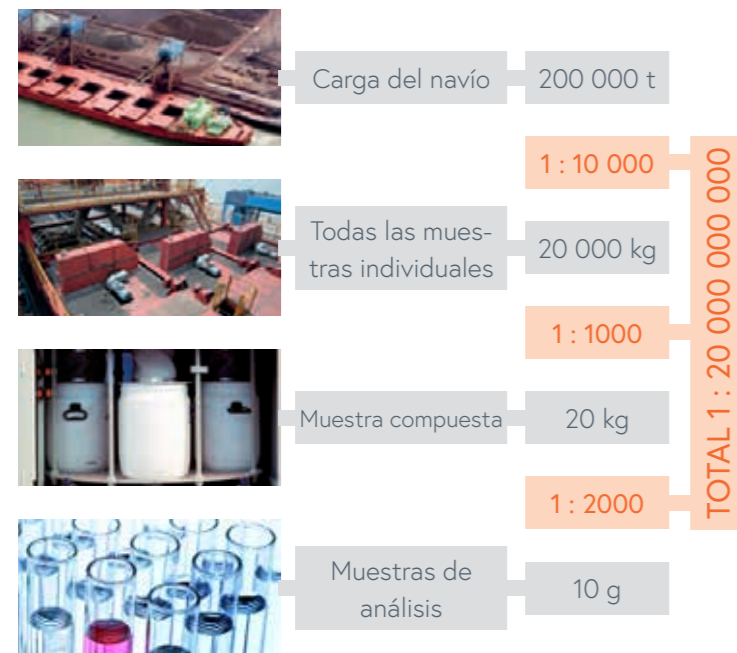 Carga del navío
200 000 t
1 : 10 000
Todas las mues-
tras individuales
20 000 kg
1 : 1000
Muestra compuesta
20 kg
1 : 2000
Muestras de
análisis
10 g
TOTAL 1 : 20 000 000 000